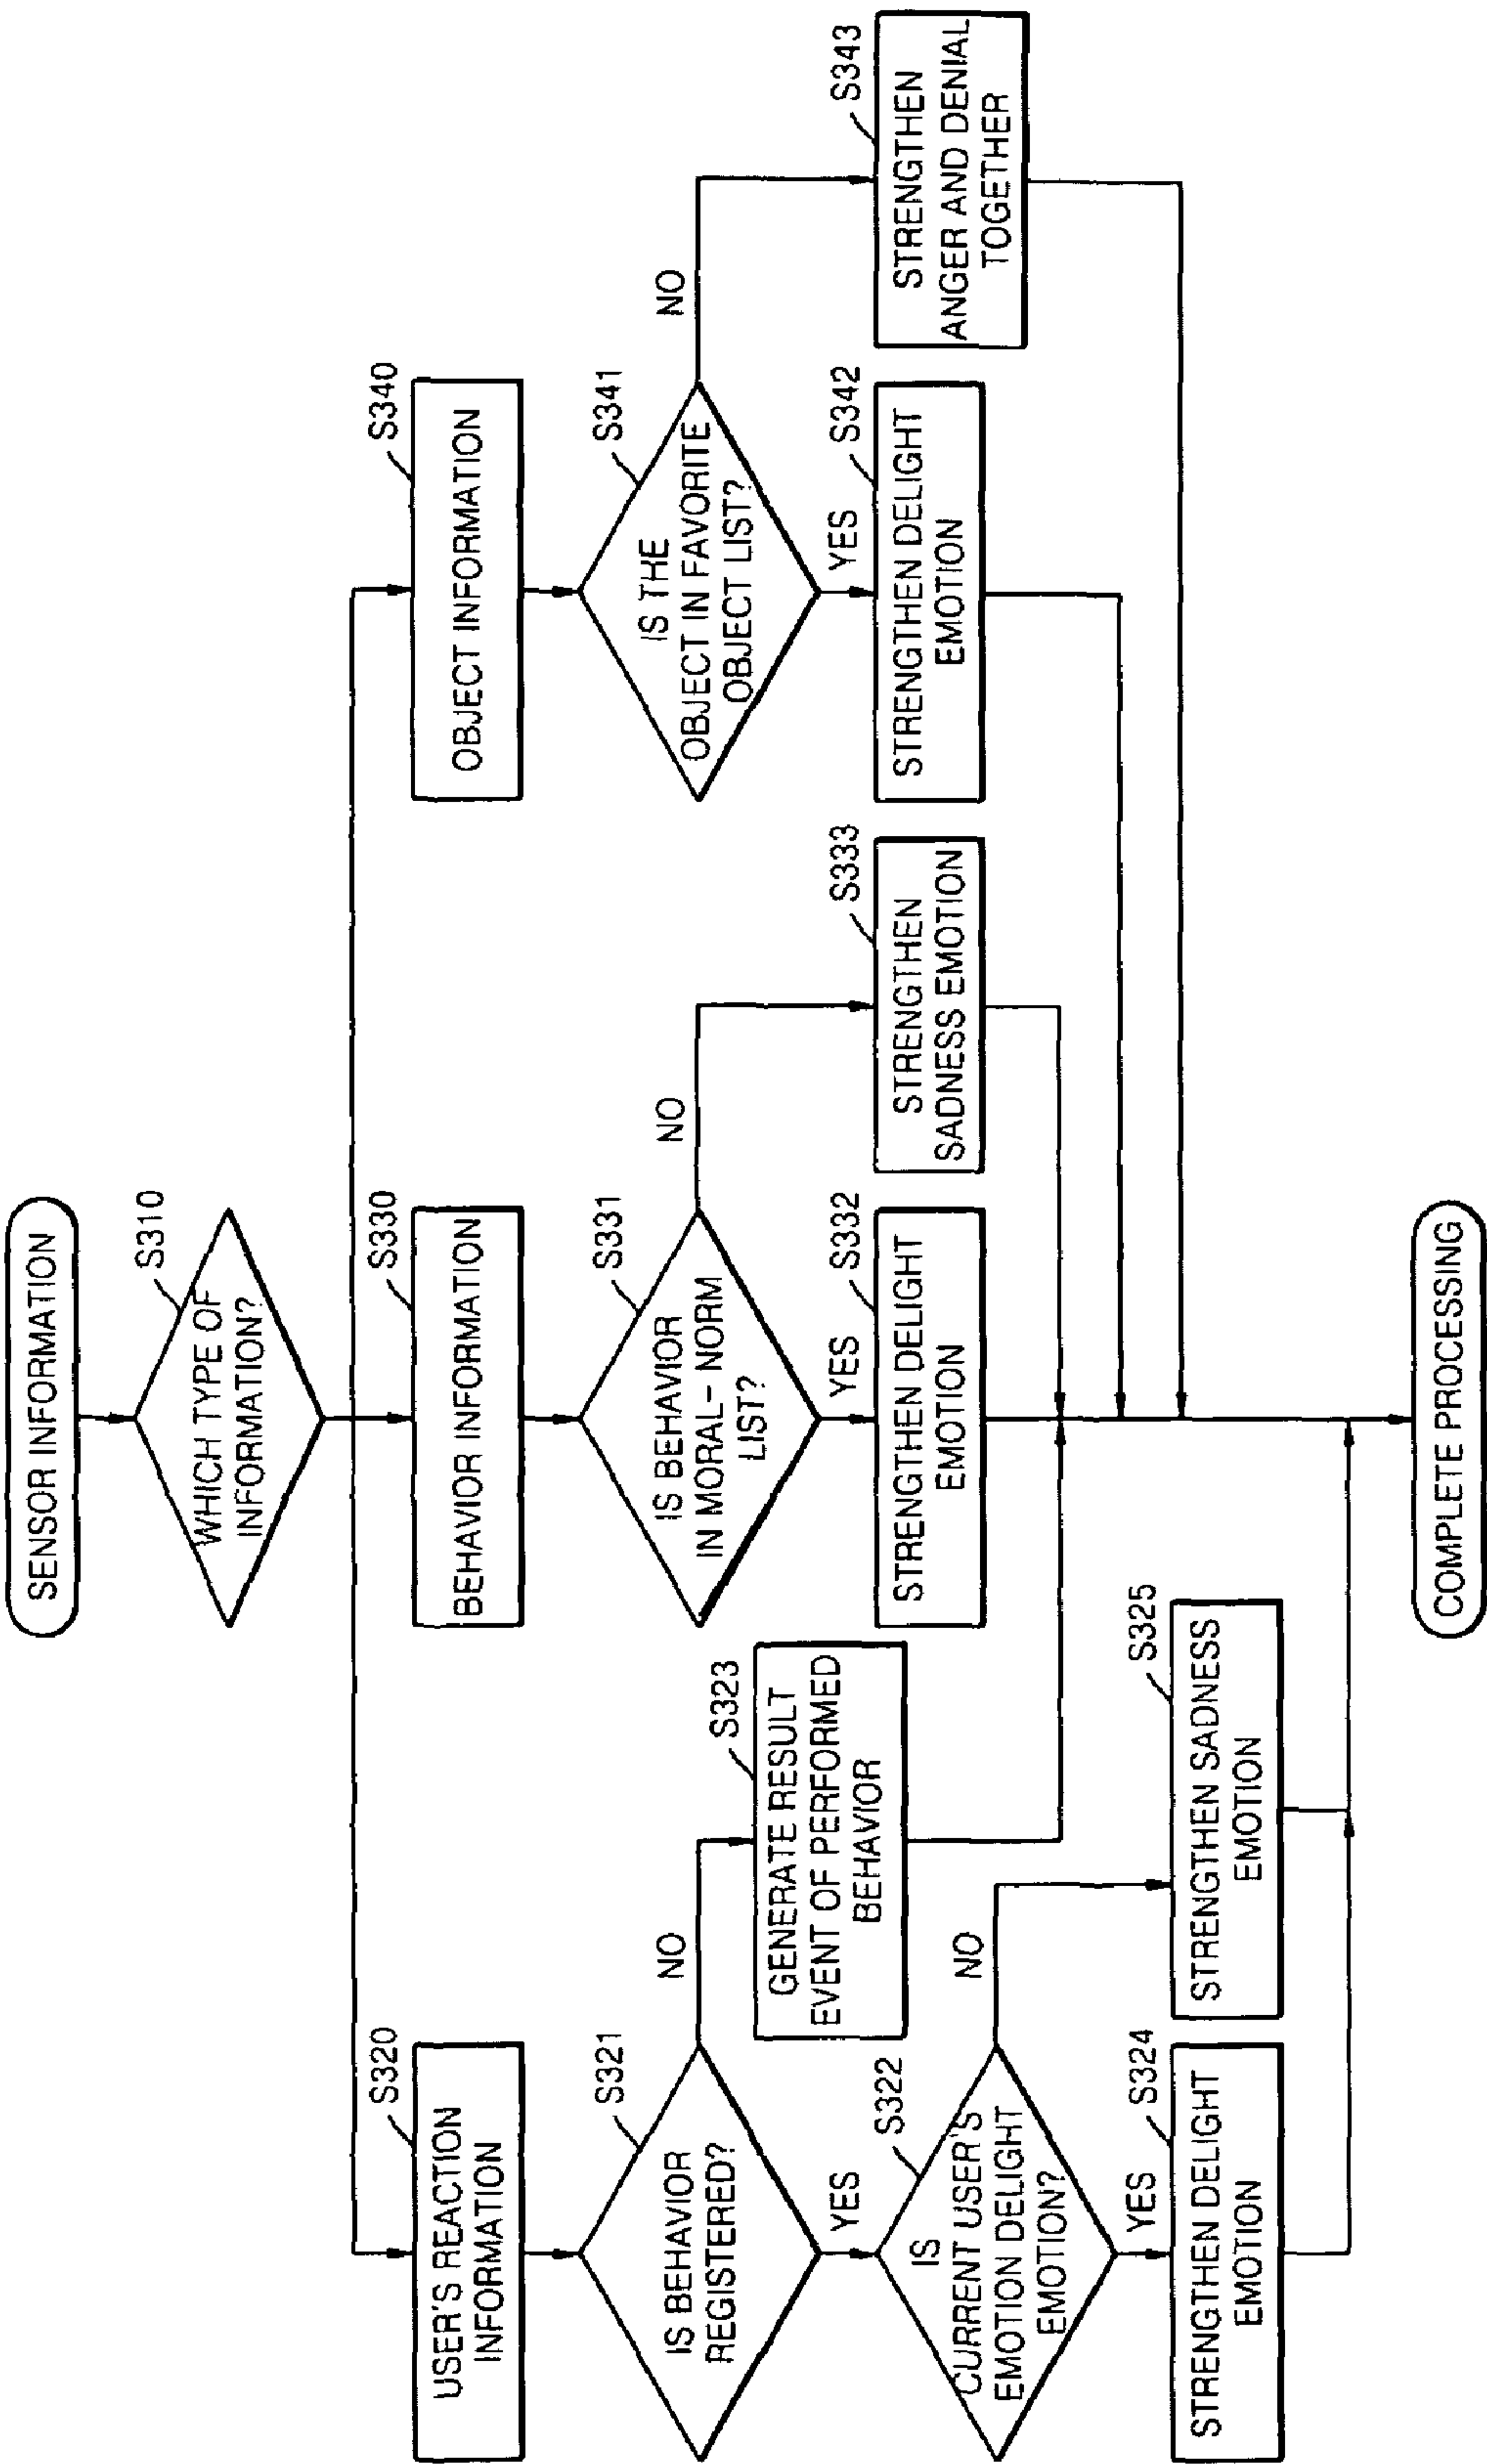 SENSOR INFORMATION
S310
WHICH TYPE OF
INFORMATION?
S320
USER'S REACTION
INFORMATION
S330
BEHAVIOR INFORMATION
S340
OBJECT INFORMATION
S321
IS BEHAVIOR
REGISTERED?
NO
YES
S331
IS BEHAVIOR
IN MORAL-NORM
LIST?
NO
YES
S341
IS THE
OBJECT IN FAVORITE
OBJECT LIST?
NO
YES
S323
GENERATE RESULT
EVENT OF PERFORMED
BEHAVIOR
S332
STRENGTHEN DELIGHT
EMOTION
S333
STRENGTHEN
SADNESS EMOTION
S342
STRENGTHEN DELIGHT
EMOTION
S343
STRENGTHEN
ANGER AND DENIAL
TOGETHER
S322
IS
CURRENT USER'S
EMOTION DELIGHT
EMOTION?
NO
YES
S324
STRENGTHEN DELIGHT
EMOTION
S325
STRENGTHEN SADNESS
EMOTION
COMPLETE PROCESSING